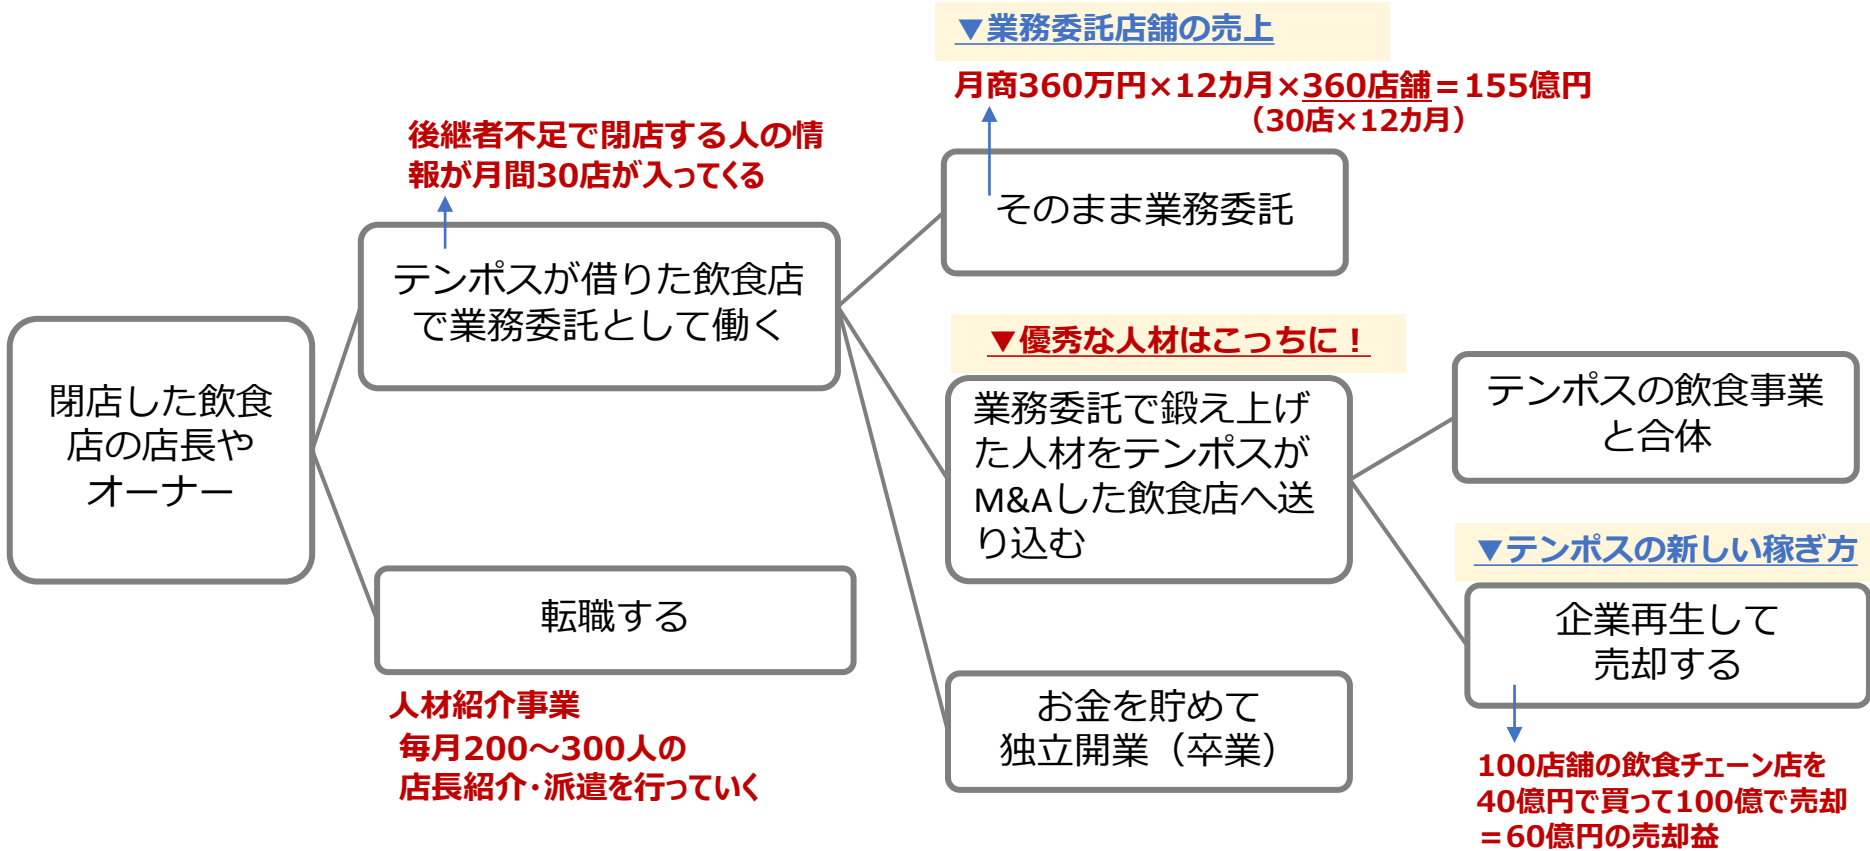 ▼業務委託店舗の売上
月商360万円×12カ月×360店舗＝155億円
（30店×12カ月）
後継者不足で閉店する人の情
報が月間30店が入ってくる
そのまま業務委託
テンポスが借りた飲食店
で業務委託として働く
閉店した飲食
店の店長や
オーナー
▼優秀な人材はこっちに！
業務委託で鍛え上げ
た人材をテンポスが
M&Aした飲食店へ送
り込む
テンポスの飲食事業
と合体
▼テンポスの新しい稼ぎ方
企業再生して
売却する
転職する
人材紹介事業
毎月200～300人の
店長紹介・派遣を行っていく
お金を貯めて
独立開業（卒業）
100店舗の飲食チェーン店を
40億円で買って100億で売却
＝60億円の売却益